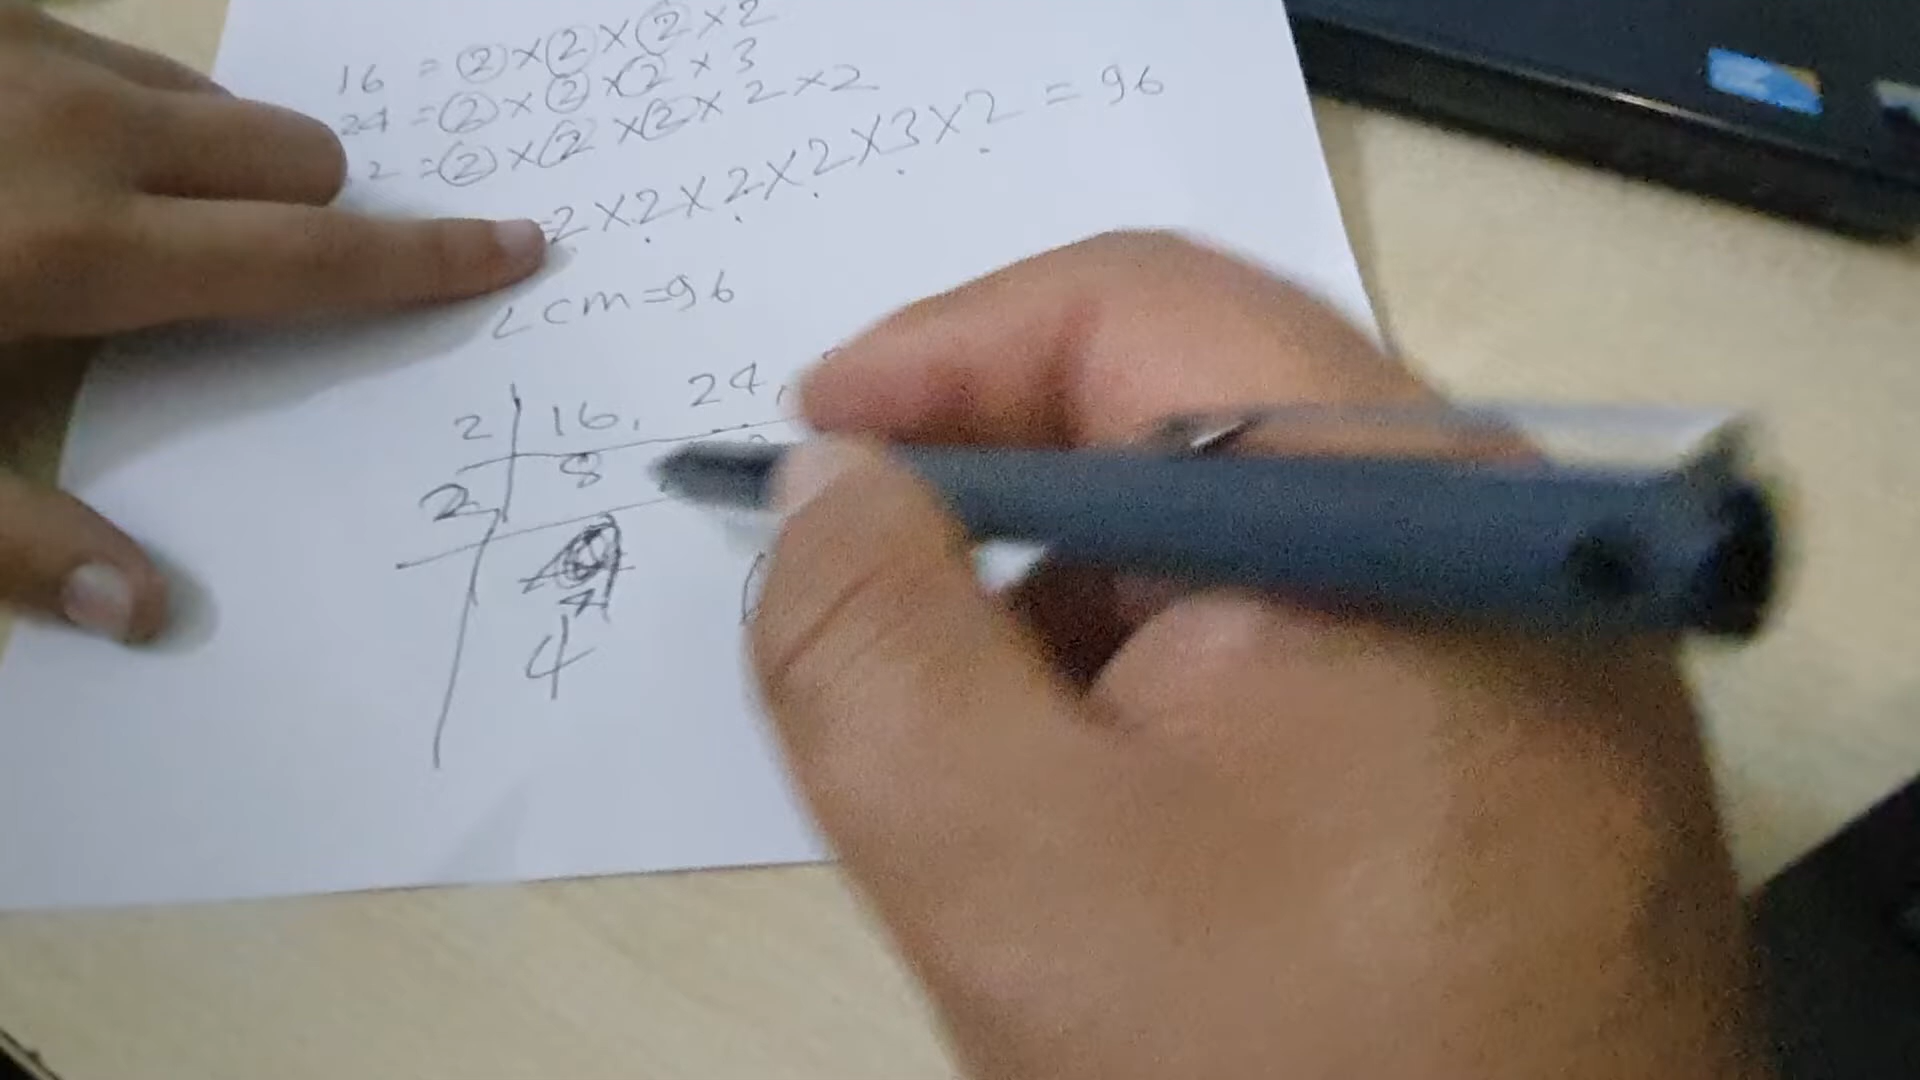 16 = 2 × 2 × 2 × 2
24 = 2 × 2 × 2 × 3
2 = 2 × 2 × 2 × 2 × 2
= 2 × 2 × 2 × 2 × 3 × 2 = 96
LCM = 96
2 | 16, 24,
2 | 8
4